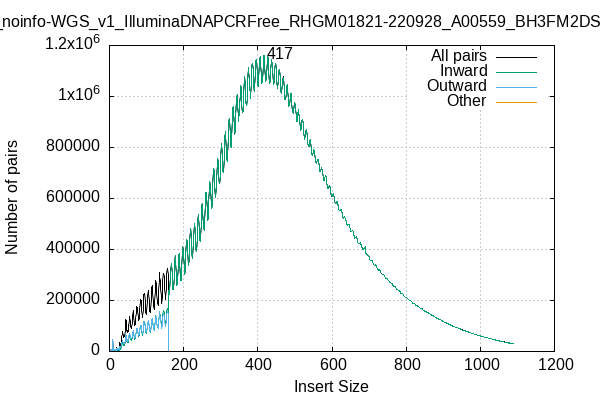 _noinfo-WGS_v1_IlluminaDNAPCRFree_RHGM01821-220928_A00559_BH3FM2DS
1.2x10^6
1x10^6
800000
600000
400000
200000
0
Number of pairs
417
All pairs
Inward
Outward
Other
0 200 400 600 800 1000 1200
Insert Size